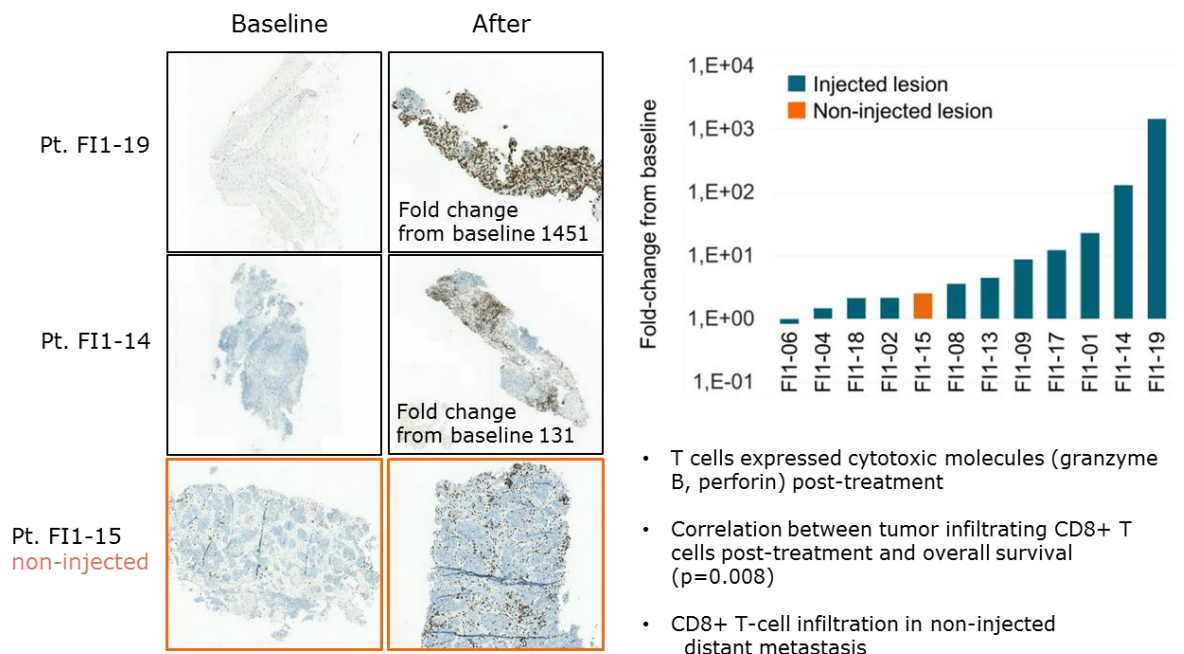 Baseline
After
Pt. FI1-19
Fold change
from baseline 1451
Pt. FI1-14
Fold change
from baseline 131
Pt. FI1-15
non-injected
Fold-change from baseline
1,E+04
1,E+03
1,E+02
1,E+01
1,E+00
1,E-01
Injected lesion
Non-injected lesion
FI1-06
FI1-04
FI1-18
FI1-02
FI1-15
FI1-08
FI1-13
FI1-09
FI1-17
FI1-01
FI1-14
FI1-19
• T cells expressed cytotoxic molecules (granzyme
B, perforin) post-treatment
• Correlation between tumor infiltrating CD8+ T
cells post-treatment and overall survival
(p=0.008)
• CD8+ T-cell infiltration in non-injected
distant metastasis